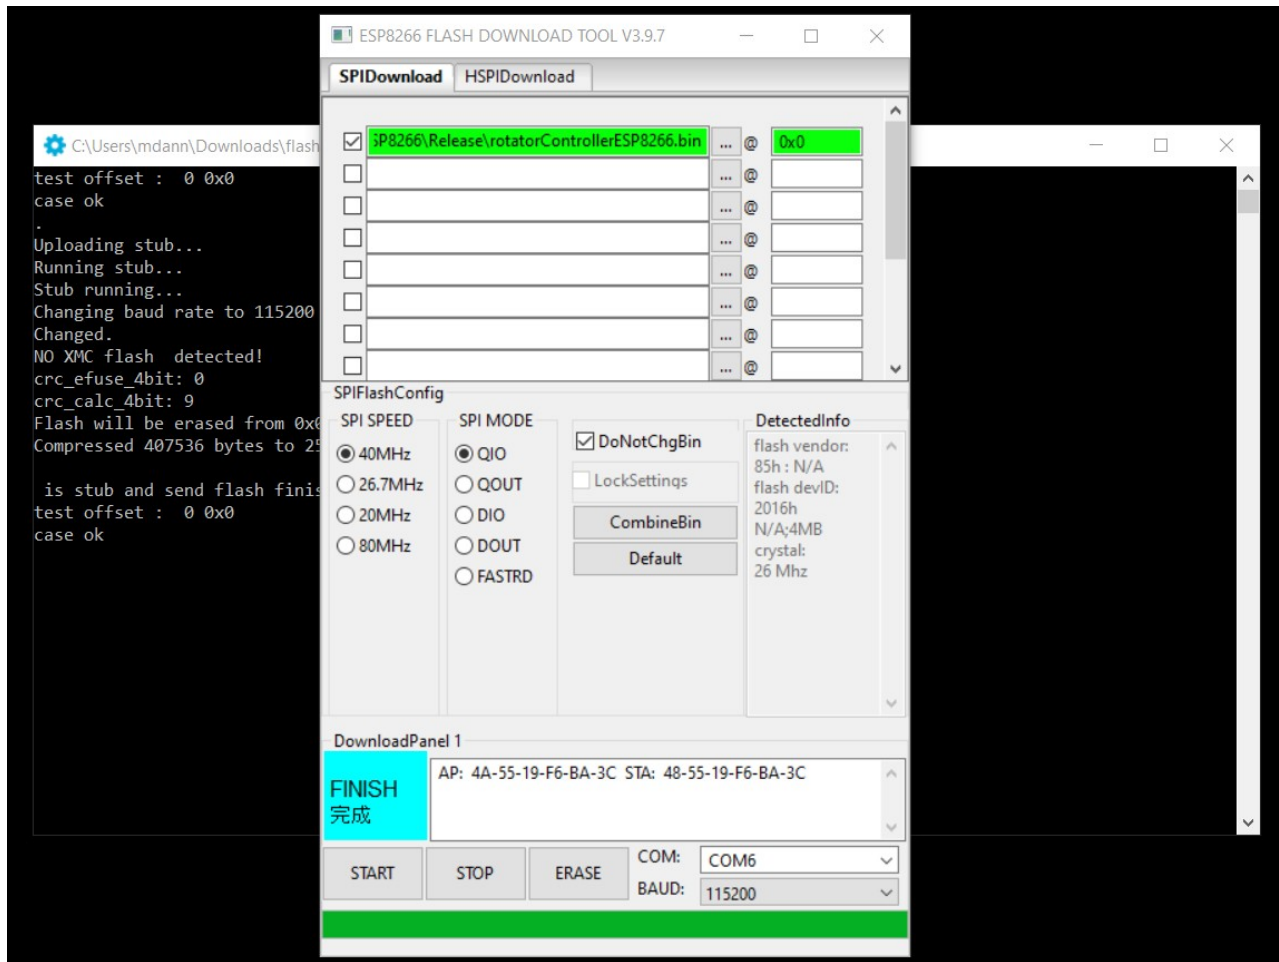 ESP8266 FLASH DOWNLOAD TOOL V3.9.7
SPIDownload HSPIDownload
C:\Users\mdann\Downloads\flash
test offset : 0 0x0
case ok
.
Uploading stub...
Running stub...
Stub running...
Changing baud rate to 115200
Changed.
NO XMC flash detected!
crc_efuse_4bit: 0
crc_calc_4bit: 9
Flash will be erased from 0x0
Compressed 407536 bytes to 25
is stub and send flash finis
test offset : 0 0x0
case ok
SP8266\Release\rotatorControllerESP8266.bin ... @ 0x0
... @
... @
... @
... @
... @
... @
... @
SPIFlashConfig
SPI SPEED
40MHz
26.7MHz
20MHz
80MHz
SPI MODE
QIO
QOUT
DIO
DOUT
FASTRD
DoNotChgBin
LockSettings
CombineBin
Default
DetectedInfo
flash vendor:
85h : N/A
flash devID:
2016h
N/A;4MB
crystal:
26 Mhz
DownloadPanel 1
FINISH
完成
AP: 4A-55-19-F6-BA-3C STA: 48-55-19-F6-BA-3C
START STOP ERASE
COM: COM6
BAUD: 115200